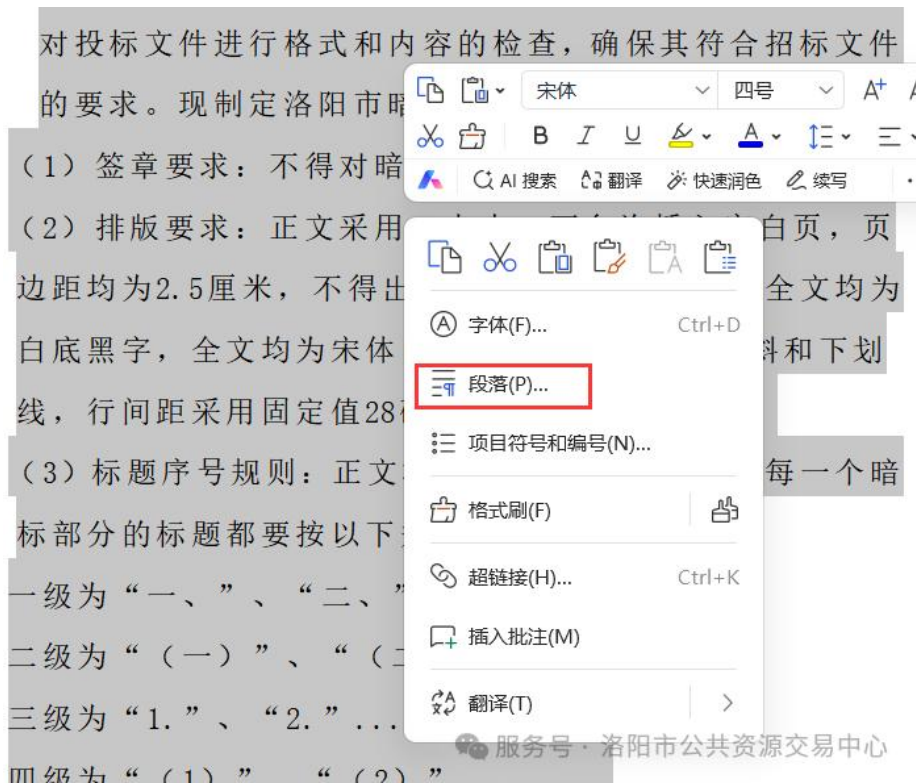 对投标文件进行格式和内容的检查，确保其符合招标文件
的要求。现制定洛阳市暗
宋体 四号 A+
B I U A
（1）签章要求：不得对暗
AI 搜索 翻译 快速润色 续写
（2）排版要求：正文采用 白页，页
边距均为2.5厘米，不得出 全文均为
字体(F)... Ctrl+D
白底黑字，全文均为宋体 和下划
段落(P)...
线，行间距采用固定值28
项目符号和编号(N)...
（3）标题序号规则：正文 每一个暗
格式刷(F)
标部分的标题都要按以下
超链接(H)... Ctrl+K
一级为“一、”、“二、”
插入批注(M)
二级为“（一）”、“（
翻译(T)
三级为“1.”、“2.”...
服务号 · 洛阳市公共资源交易中心
四级为“（1）”、“（2）”